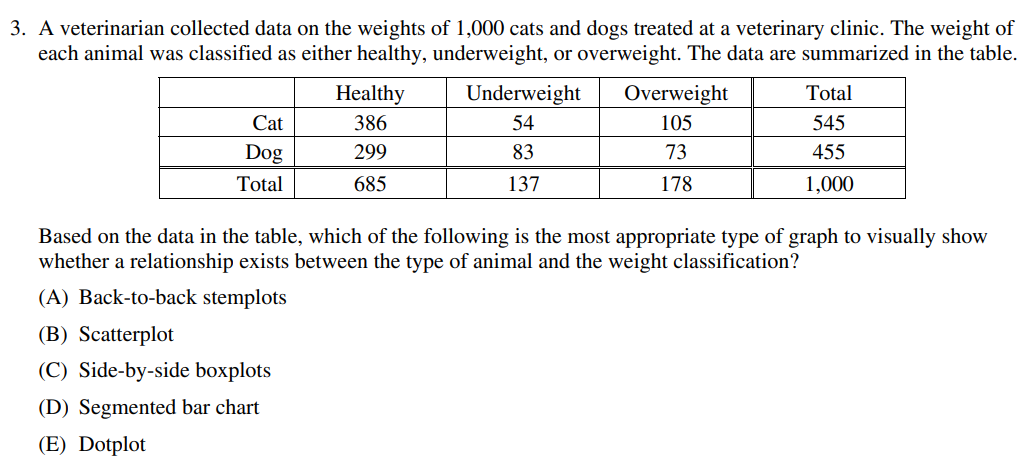 3. A veterinarian collected data on the weights of 1,000 cats and dogs treated at a veterinary clinic. The weight of
each animal was classified as either healthy, underweight, or overweight. The data are summarized in the table.
Healthy Underweight Overweight Total
Cat 386 54 105 545
Dog 299 83 73 455
Total 685 137 178 1,000
Based on the data in the table, which of the following is the most appropriate type of graph to visually show
whether a relationship exists between the type of animal and the weight classification?
(A) Back-to-back stemplots
(B) Scatterplot
(C) Side-by-side boxplots
(D) Segmented bar chart
(E) Dotplot